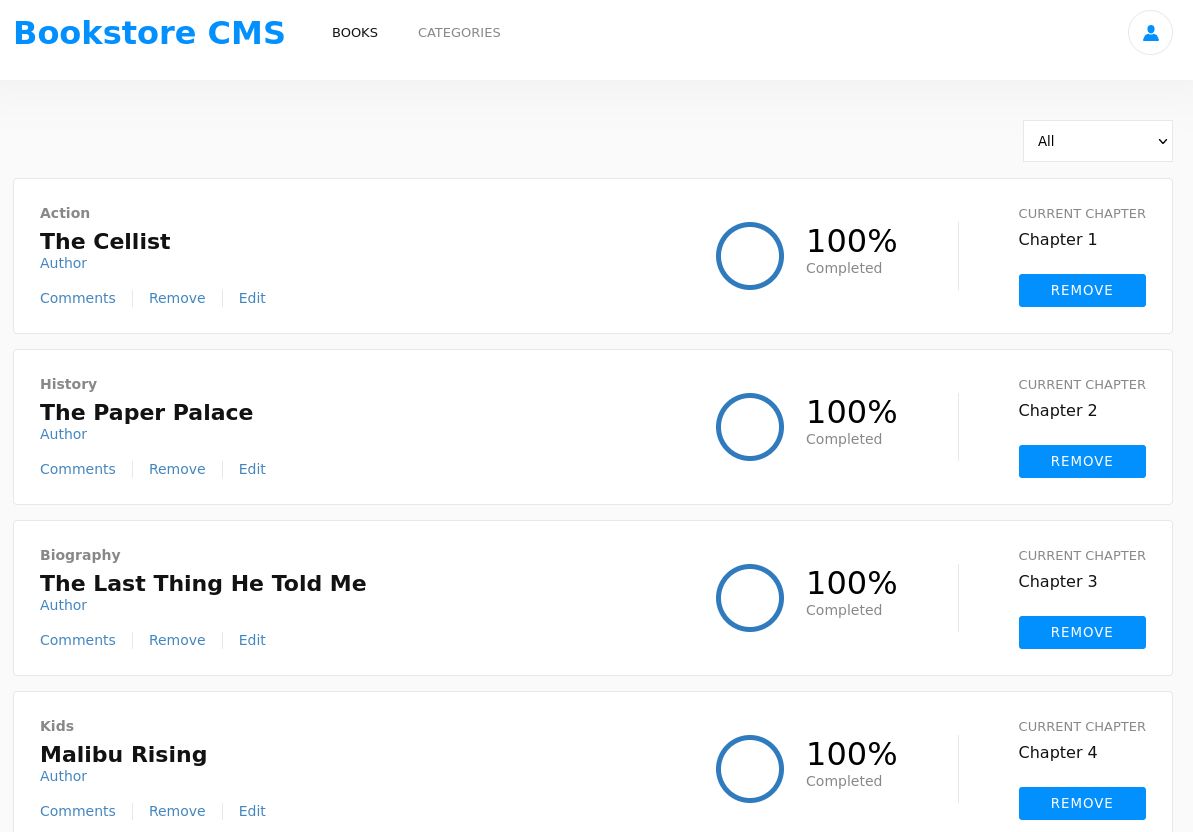 Bookstore CMS BOOKS CATEGORIES
All
Action
The Cellist
Author
Comments Remove Edit
100%
Completed
CURRENT CHAPTER
Chapter 1
REMOVE
History
The Paper Palace
Author
Comments Remove Edit
100%
Completed
CURRENT CHAPTER
Chapter 2
REMOVE
Biography
The Last Thing He Told Me
Author
Comments Remove Edit
100%
Completed
CURRENT CHAPTER
Chapter 3
REMOVE
Kids
Malibu Rising
Author
Comments Remove Edit
100%
Completed
CURRENT CHAPTER
Chapter 4
REMOVE